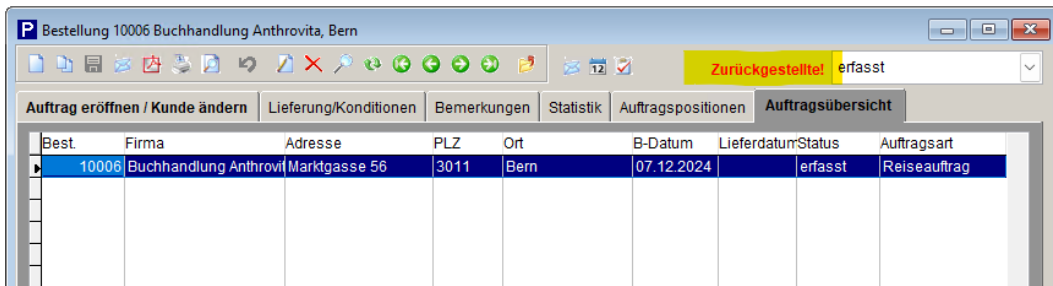 P Bestellung 10006 Buchhandlung Anthrovita, Bern
12 Zurückgestellte! erfasst
Auftrag eröffnen / Kunde ändern Lieferung/Konditionen Bemerkungen Statistik Auftragspositionen Auftragsübersicht
Best. Firma Adresse PLZ Ort B-Datum Lieferdatum Status Auftragsart
10006 Buchhandlung Anthrovit Marktgasse 56 3011 Bern 07.12.2024 erfasst Reiseauftrag